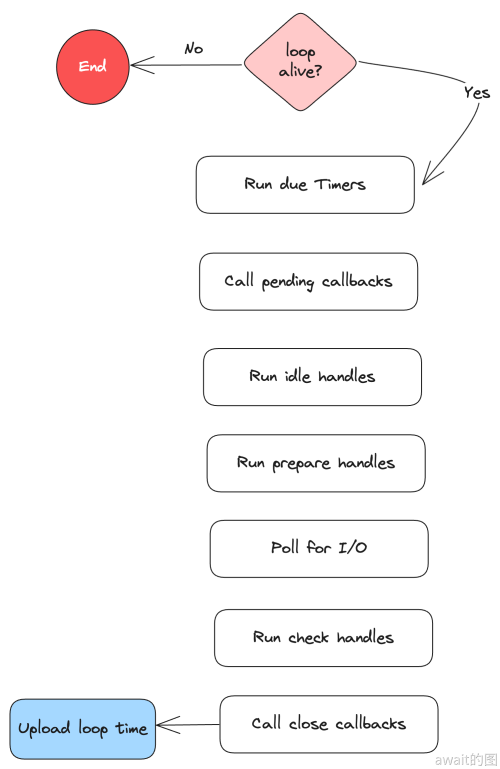 loop
alive?
No
End
Yes
Run due Timers
Call pending callbacks
Run idle handles
Run prepare handles
Poll for I/O
Run check handles
Call close callbacks
Upload loop time
await的图